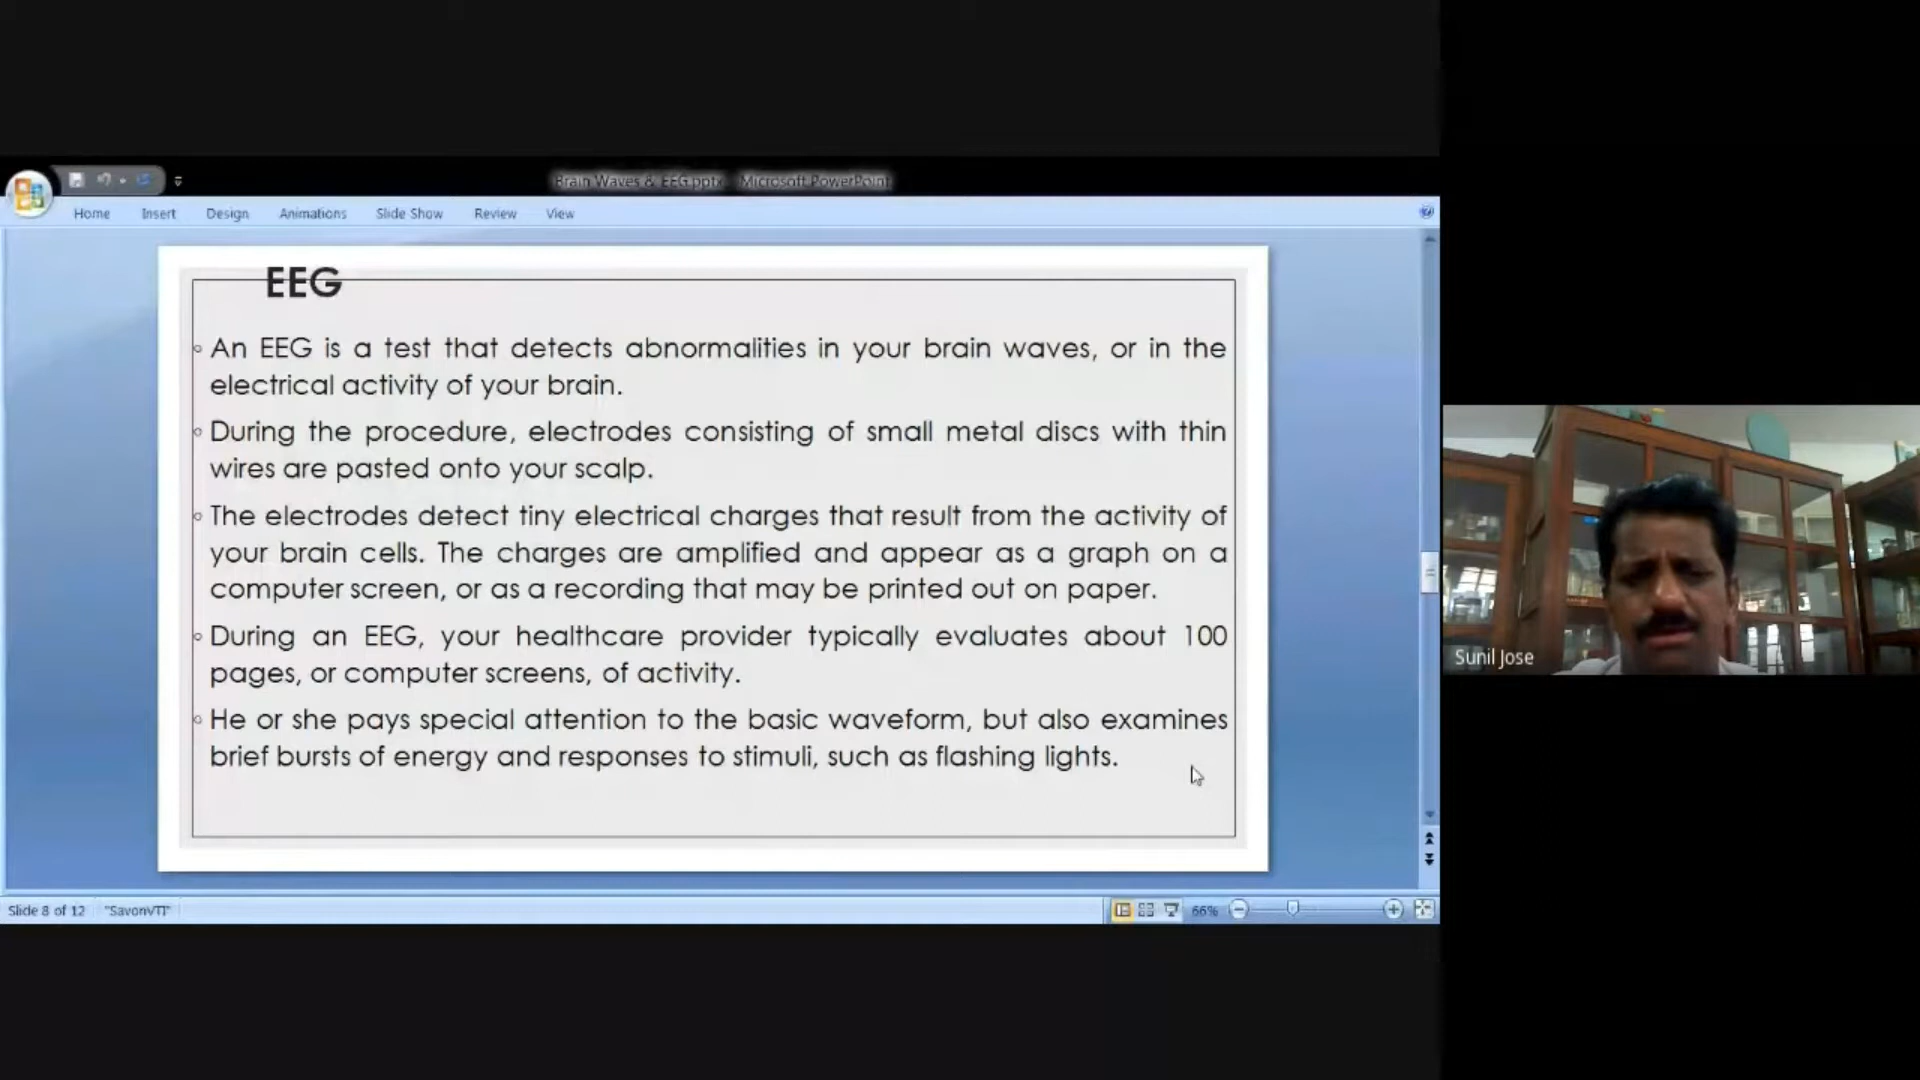 Brain Waves & EEG.pptx - Microsoft PowerPoint
Home Insert Design Animations Slide Show Review View
EEG
An EEG is a test that detects abnormalities in your brain waves, or in the
electrical activity of your brain.
During the procedure, electrodes consisting of small metal discs with thin
wires are pasted onto your scalp.
The electrodes detect tiny electrical charges that result from the activity of
your brain cells. The charges are amplified and appear as a graph on a
computer screen, or as a recording that may be printed out on paper.
During an EEG, your healthcare provider typically evaluates about 100
pages, or computer screens, of activity.
He or she pays special attention to the basic waveform, but also examines
brief bursts of energy and responses to stimuli, such as flashing lights.
Sunil Jose
Slide 8 of 12 "SavonVTI" 66%